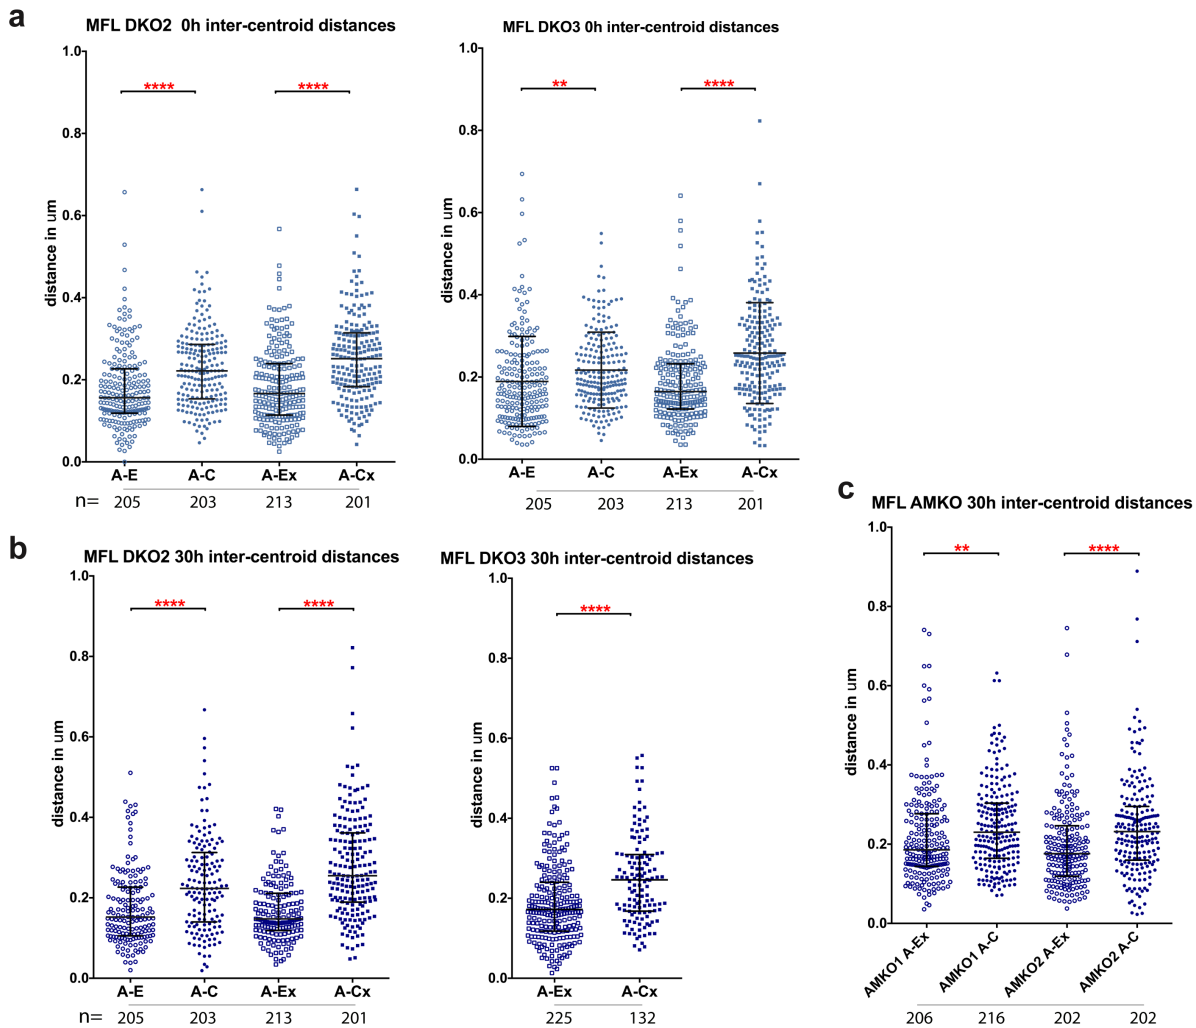 a
MFL DKO2 0h inter-centroid distances
distance in um
1.0
0.8
0.6
0.4
0.2
0.0
**** ****
A-E A-C A-Ex A-Cx
n= 205 203 213 201
MFL DKO3 0h inter-centroid distances
distance in um
1.0
0.8
0.6
0.4
0.2
0.0
** ****
A-E A-C A-Ex A-Cx
205 203 213 201
b
MFL DKO2 30h inter-centroid distances
distance in um
1.0
0.8
0.6
0.4
0.2
0.0
**** ****
A-E A-C A-Ex A-Cx
n= 205 203 213 201
MFL DKO3 30h inter-centroid distances
distance in um
1.0
0.8
0.6
0.4
0.2
0.0
****
A-Ex A-Cx
225 132
c
MFL AMKO 30h inter-centroid distances
distance in um
1.0
0.8
0.6
0.4
0.2
0.0
** ****
AMKO1 A-Ex AMKO1 A-C AMKO2 A-Ex AMKO2 A-C
206 216 202 202